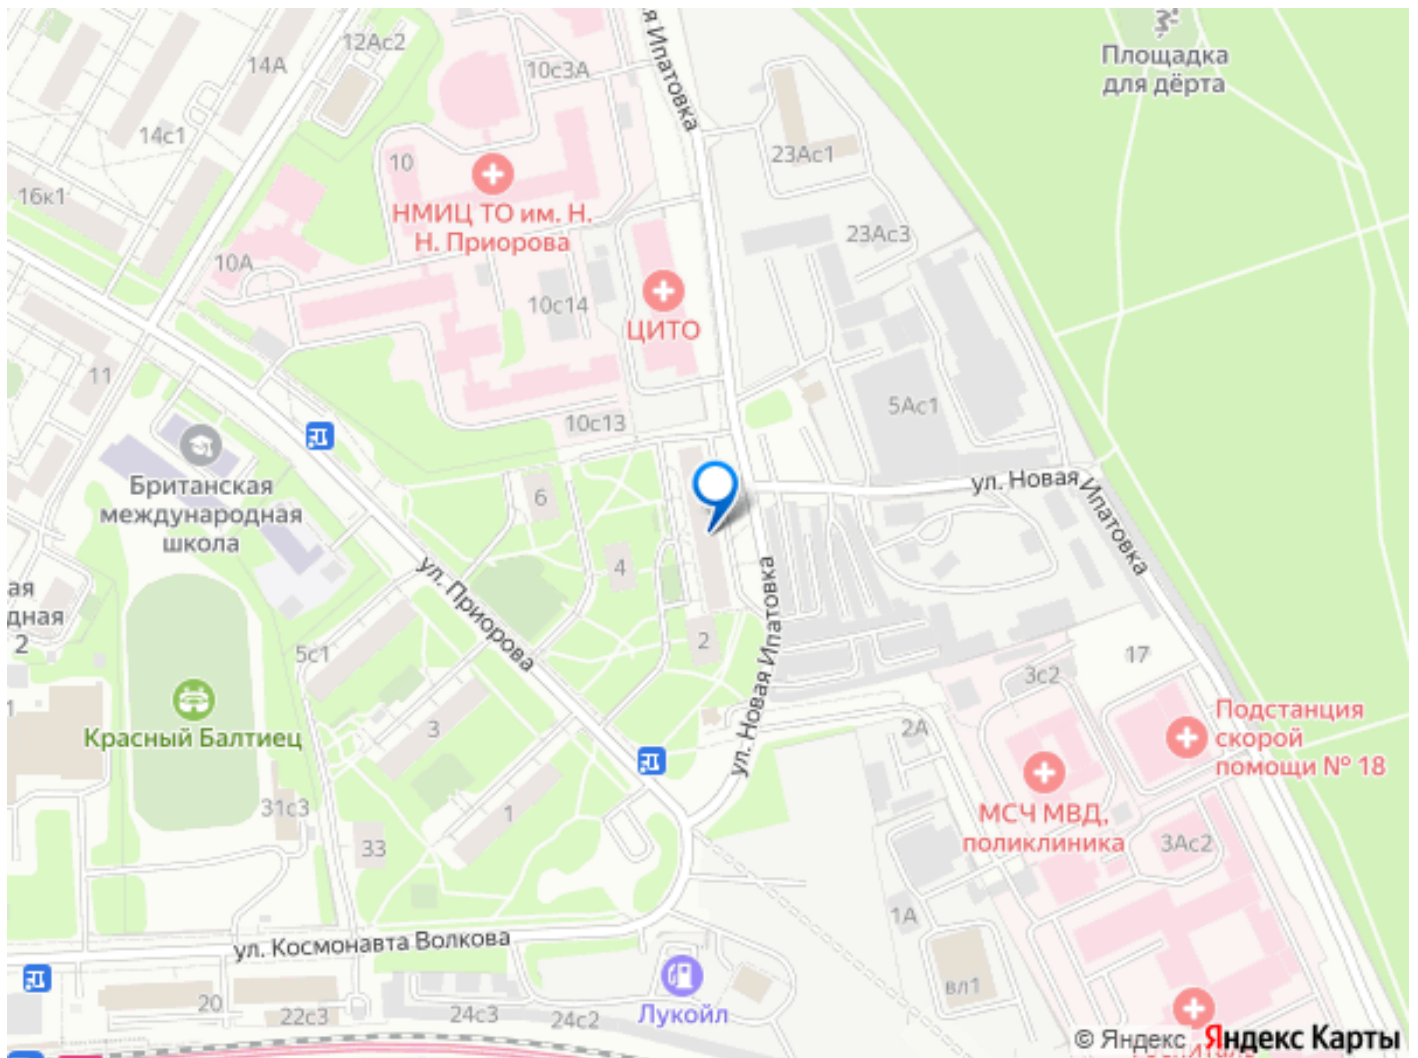 12Ас2
14А
10с3А
я Ипатовка
Площадка
для дёрта
14с1
10
23Ас1
16к1
НМИЦ ТО им. Н.
Н. Приорова
23Ас3
10А
10с14
ЦИТО
11
5Ас1
10с13
Британская
международная
школа
6
ул. Новая Ипатовка
4
ая
дная
2
ул. Приорова
ул. Новая Ипатовка
2
5с1
3с2
17
1
Красный Балтиец
3
2А
Подстанция
скорой
помощи № 18
31с3
1
МСЧ МВД,
поликлиника
33
3Ас2
1А
ул. Космонавта Волкова
вл1
20
22с3
24с3
24с2
Лукойл
© Яндекс Яндекс Карты